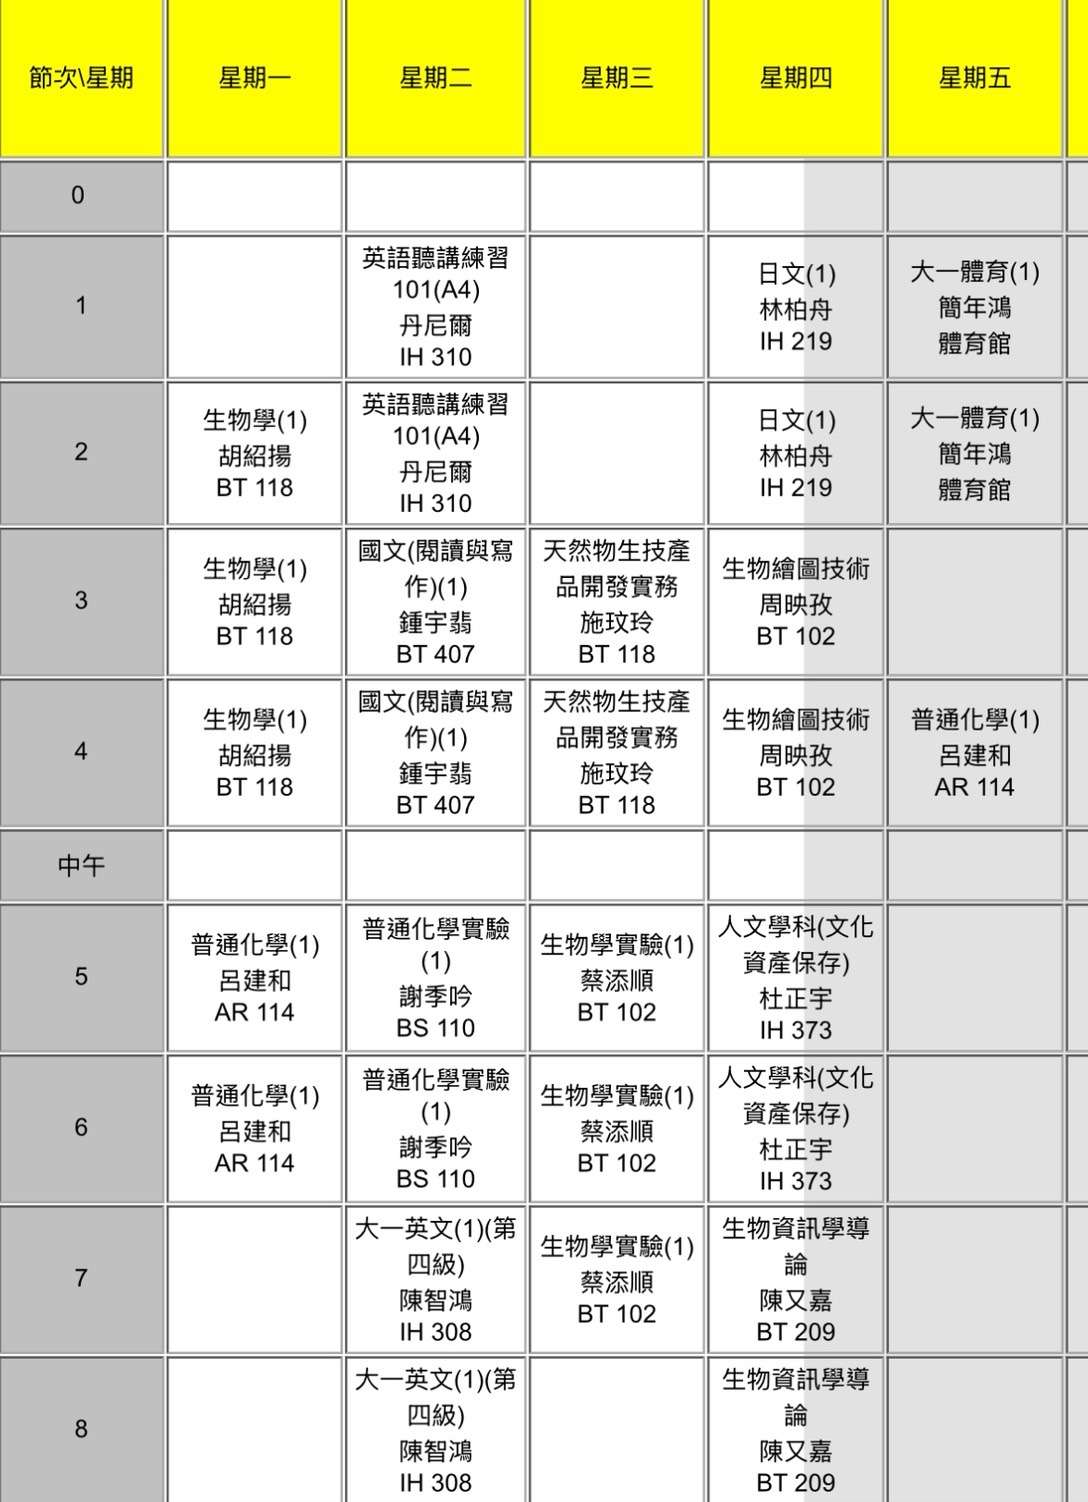 節次\星期 星期一 星期二 星期三 星期四 星期五
0
1
英語聽講練習
101(A4)
丹尼爾
IH 310
日文(1)
林柏舟
IH 219
大一體育(1)
簡年鴻
體育館
2
生物學(1)
胡紹揚
BT 118
英語聽講練習
101(A4)
丹尼爾
IH 310
日文(1)
林柏舟
IH 219
大一體育(1)
簡年鴻
體育館
3
生物學(1)
胡紹揚
BT 118
國文(閱讀與寫
作)(1)
鍾宇翡
BT 407
天然物生技產
品開發實務
施玟玲
BT 118
生物繪圖技術
周映孜
BT 102
4
生物學(1)
胡紹揚
BT 118
國文(閱讀與寫
作)(1)
鍾宇翡
BT 407
天然物生技產
品開發實務
施玟玲
BT 118
生物繪圖技術
周映孜
BT 102
普通化學(1)
呂建和
AR 114
中午
5
普通化學(1)
呂建和
AR 114
普通化學實驗
(1)
謝季吟
BS 110
生物學實驗(1)
蔡添順
BT 102
人文學科(文化
資產保存)
杜正宇
IH 373
6
普通化學(1)
呂建和
AR 114
普通化學實驗
(1)
謝季吟
BS 110
生物學實驗(1)
蔡添順
BT 102
人文學科(文化
資產保存)
杜正宇
IH 373
7
大一英文(1)(第
四級)
陳智鴻
IH 308
生物學實驗(1)
蔡添順
BT 102
生物資訊學導
論
陳又嘉
BT 209
8
大一英文(1)(第
四級)
陳智鴻
IH 308
生物資訊學導
論
陳又嘉
BT 209